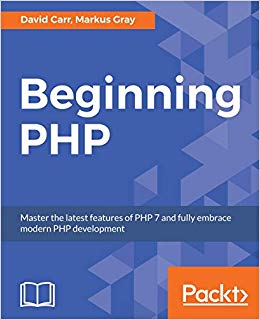 David Carr, Markus Gray
Beginning
PHP
Master the latest features of PHP 7 and fully embrace
modern PHP development
Packt>